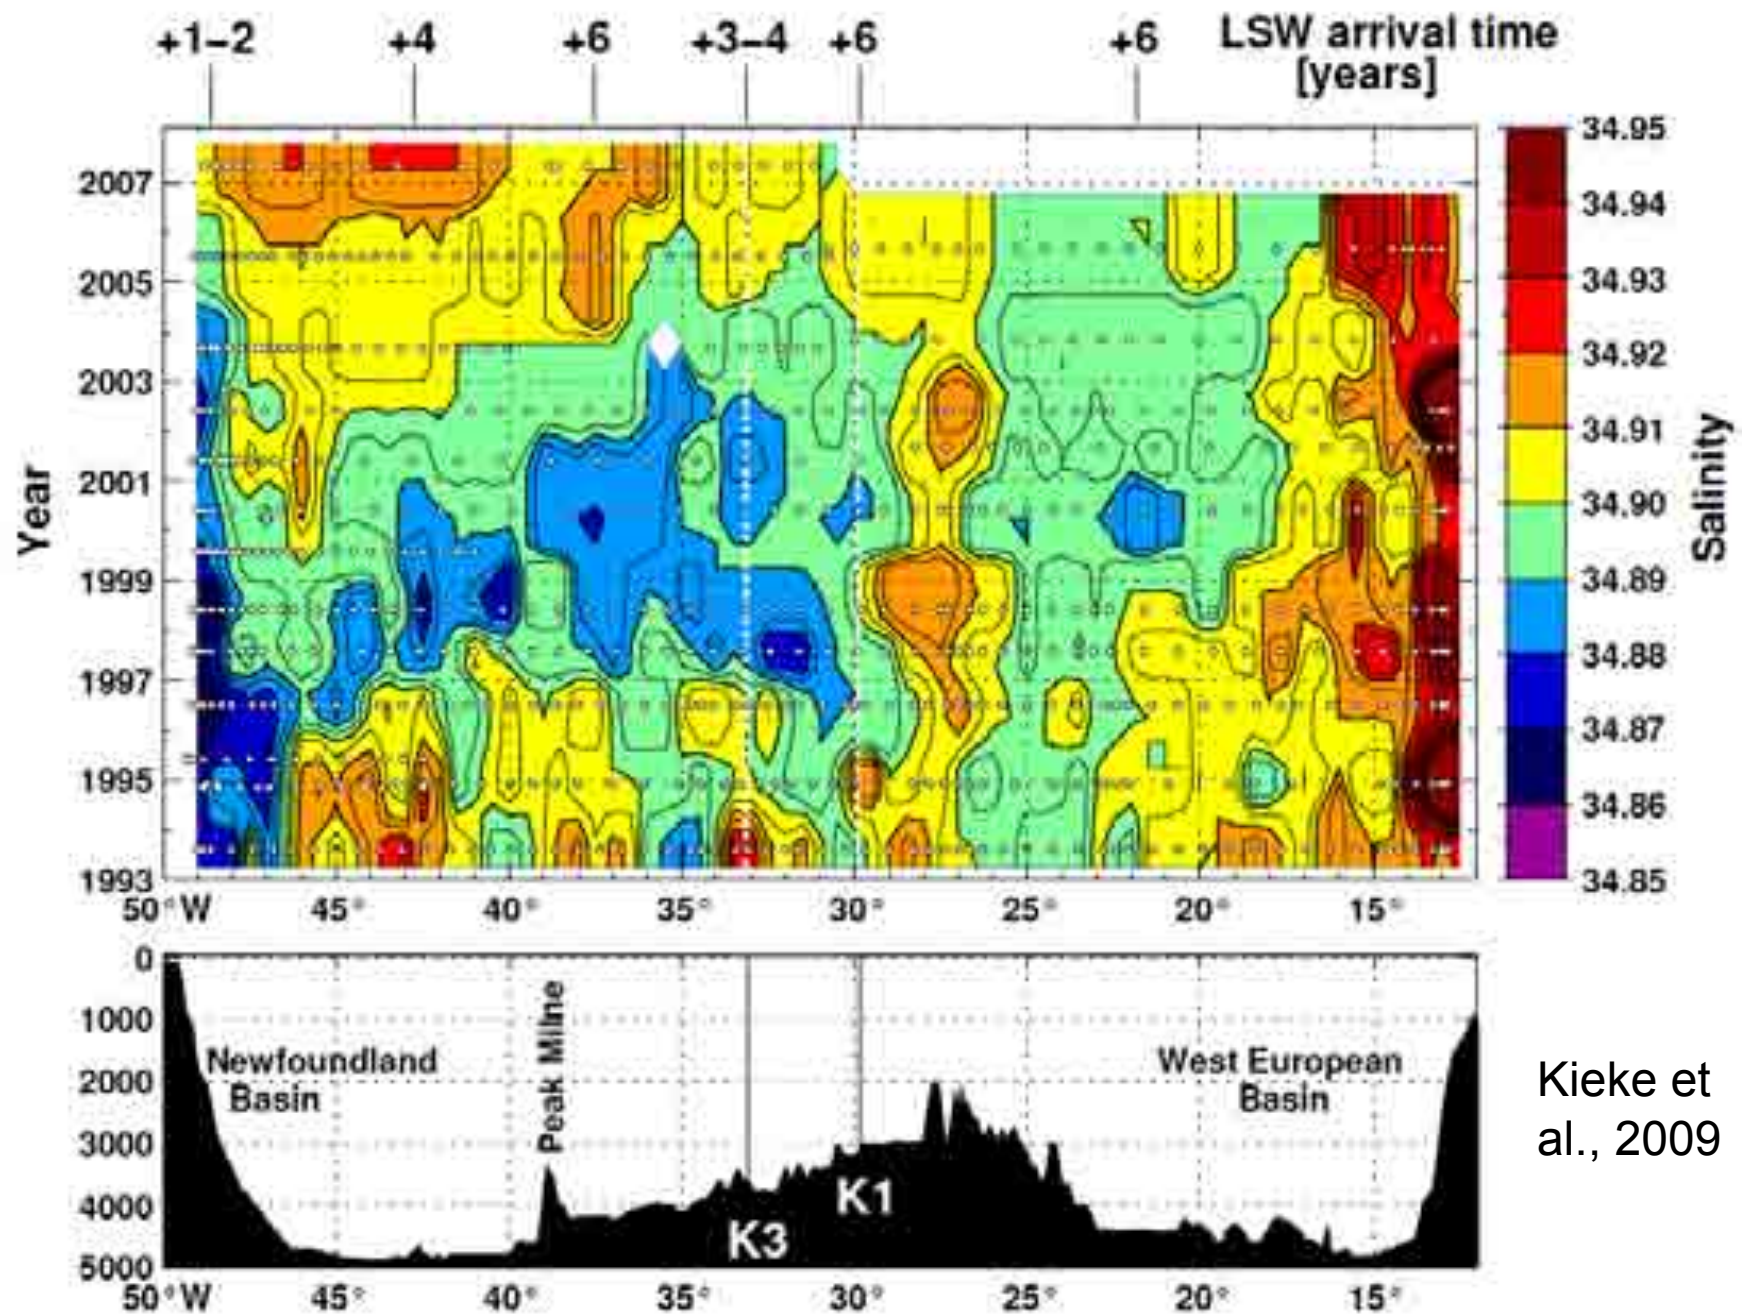 +1–2 +4 +6 +3–4 +6 +6 LSW arrival time
[years]
2007
2005
2003
2001
1999
1997
1995
1993
Year
50°W 45° 40° 35° 30° 25° 20° 15°
34.95
34.94
34.93
34.92
34.91
34.90
34.89
34.88
34.87
34.86
34.85
Salinity
0
1000
2000
3000
4000
5000
Newfoundland
Basin
Peak Milne
K3
K1
West European
Basin
50°W 45° 40° 35° 30° 25° 20° 15°
Kieke et
al., 2009